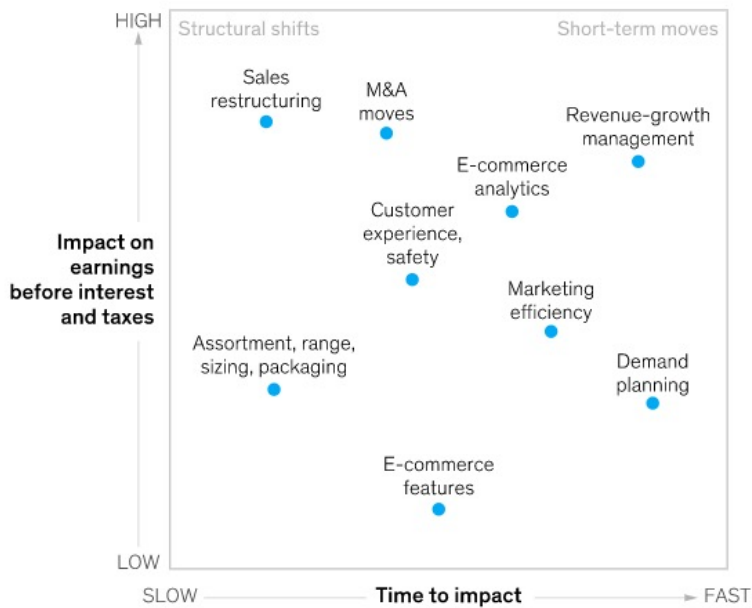 HIGH
Structural shifts
Short-term moves
Sales
restructuring
M&A
moves
Revenue-growth
management
E-commerce
analytics
Customer
experience,
safety
Impact on
earnings
before interest
and taxes
Marketing
efficiency
Assortment, range,
sizing, packaging
Demand
planning
E-commerce
features
LOW
SLOW
Time to impact
FAST